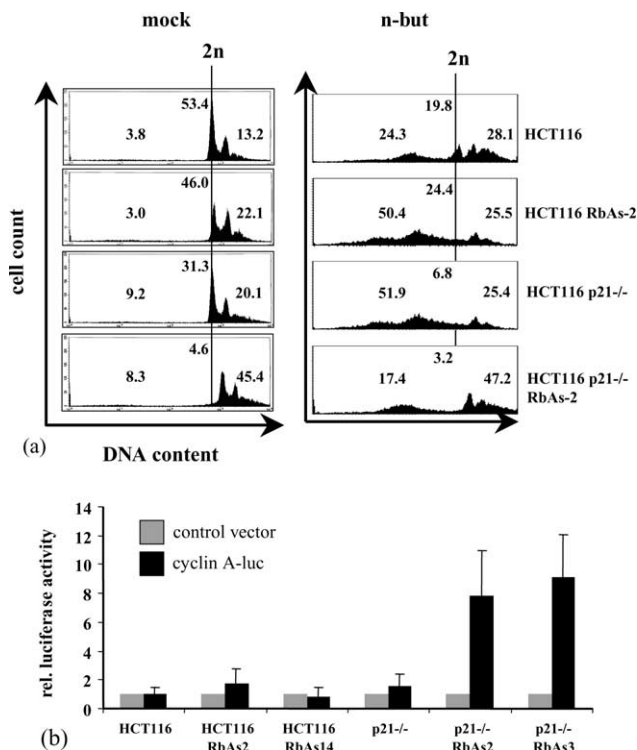 mock n-but
2n 2n
53.4
3.8 13.2
19.8
24.3 28.1 HCT116
46.0
3.0 22.1
24.4
50.4 25.5 HCT116 RbAs-2
31.3
9.2 20.1
6.8
51.9 25.4 HCT116 p21-/-
4.6
8.3 45.4
3.2
17.4 47.2 HCT116 p21-/-
RbAs-2
cell count
(a)
DNA content
14
12
10
8
6
4
2
0
rel. luciferase activity
control vector
cyclin A-luc
HCT116 HCT116 HCT116 p21-/- p21-/- p21-/-
RbAs2 RbAs14 RbAs2 RbAs3
(b)